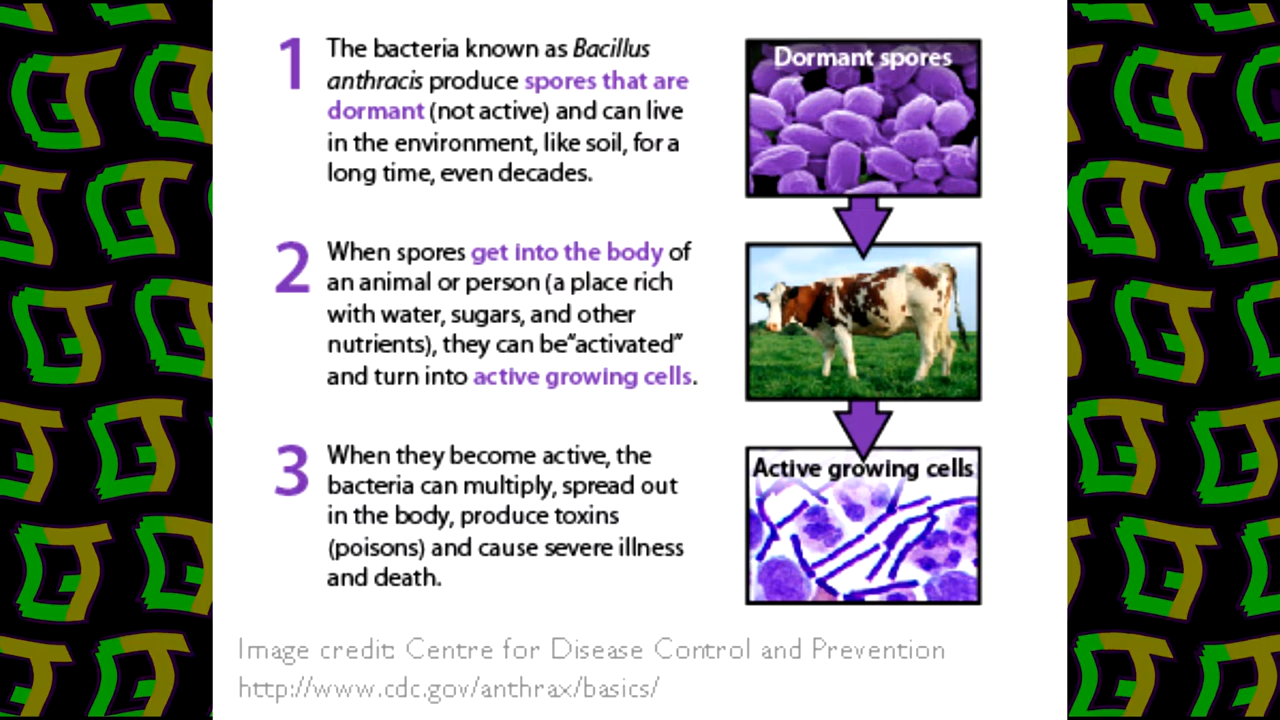 1
The bacteria known as Bacillus
anthracis produce spores that are
dormant (not active) and can live
in the environment, like soil, for a
long time, even decades.
Dormant spores
2
When spores get into the body of
an animal or person (a place rich
with water, sugars, and other
nutrients), they can be"activated"
and turn into active growing cells.
3
When they become active, the
bacteria can multiply, spread out
in the body, produce toxins
(poisons) and cause severe illness
and death.
Active growing cells
Image credit: Centre for Disease Control and Prevention
http://www.cdc.gov/anthrax/basics/